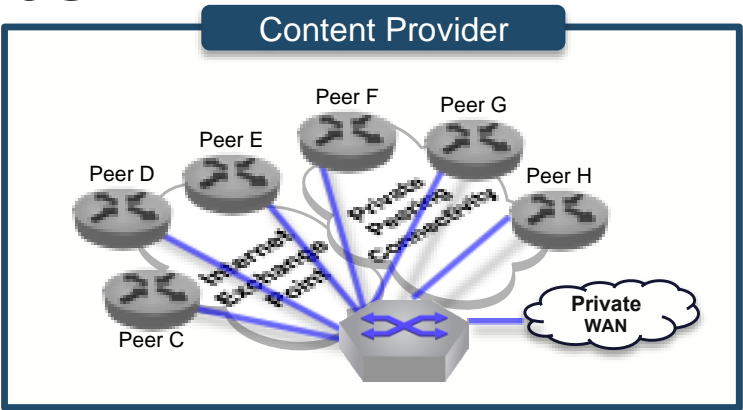 Content Provider
Peer F
Peer G
Peer E
Peer D
Peer H
Private
Peering
Connectivity
Internet
Exchange
Point
Peer C
Private
WAN